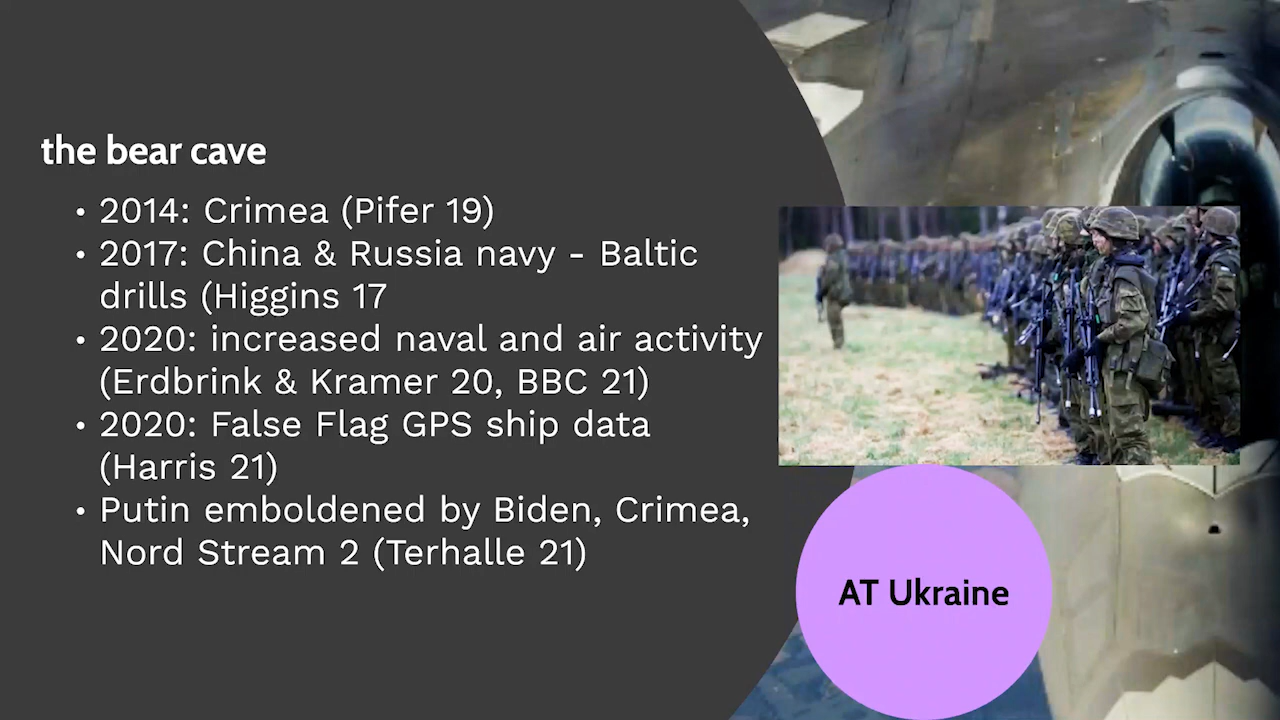 the bear cave
• 2014: Crimea (Pifer 19)
• 2017: China & Russia navy - Baltic
drills (Higgins 17
• 2020: increased naval and air activity
(Erdbrink & Kramer 20, BBC 21)
• 2020: False Flag GPS ship data
(Harris 21)
• Putin emboldened by Biden, Crimea,
Nord Stream 2 (Terhalle 21)
AT Ukraine